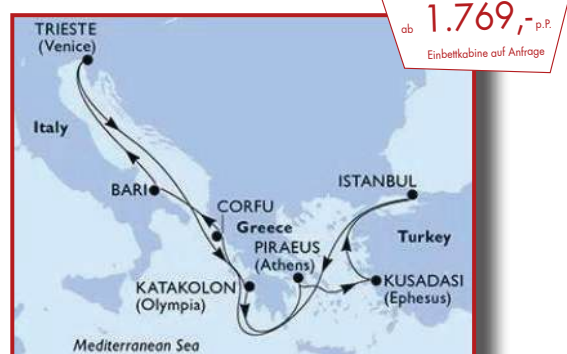 ab 1.769,- p.P.
Einbettkabine auf Anfrage
TRIESTE
(Venice)
Italy
BARI
CORFU
Greece
PIRAEUS
(Athens)
ISTANBUL
Turkey
KATAKOLON
(Olympia)
KUSADASI
(Ephesus)
Mediterranean Sea